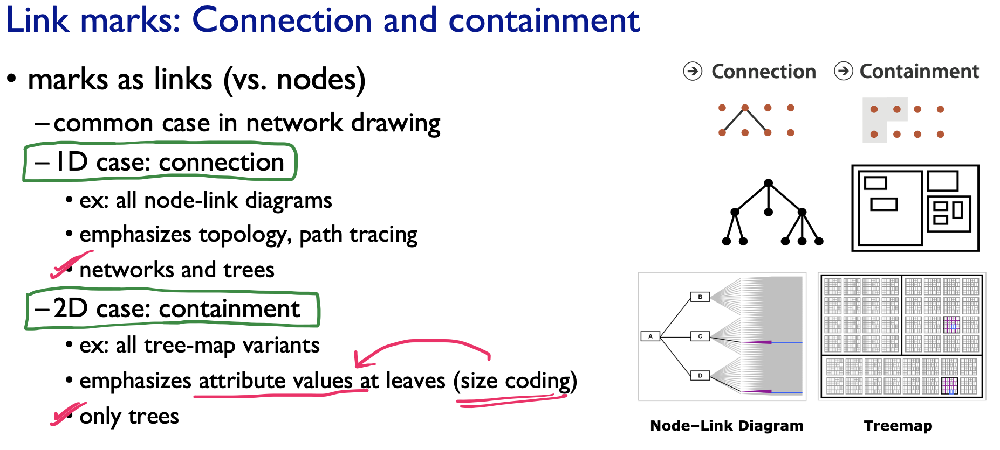 Link marks: Connection and containment
• marks as links (vs. nodes)
– common case in network drawing
– 1D case: connection
• ex: all node-link diagrams
• emphasizes topology, path tracing
• networks and trees
– 2D case: containment
• ex: all tree-map variants
• emphasizes attribute values at leaves (size coding)
• only trees
Connection
Containment
A
B
C
D
Node–Link Diagram
Treemap